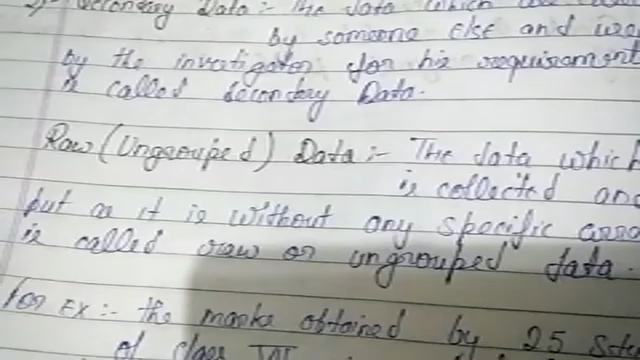 Secondary Data :- The data which are
by someone else and
by the investigator for his requirement
is called secondary Data.
Raw (Ungrouped) Data :- The data which
is collected and
put as it is without any specific
is called raw or ungrouped data.
For Ex :- the marks obtained by 25
of class